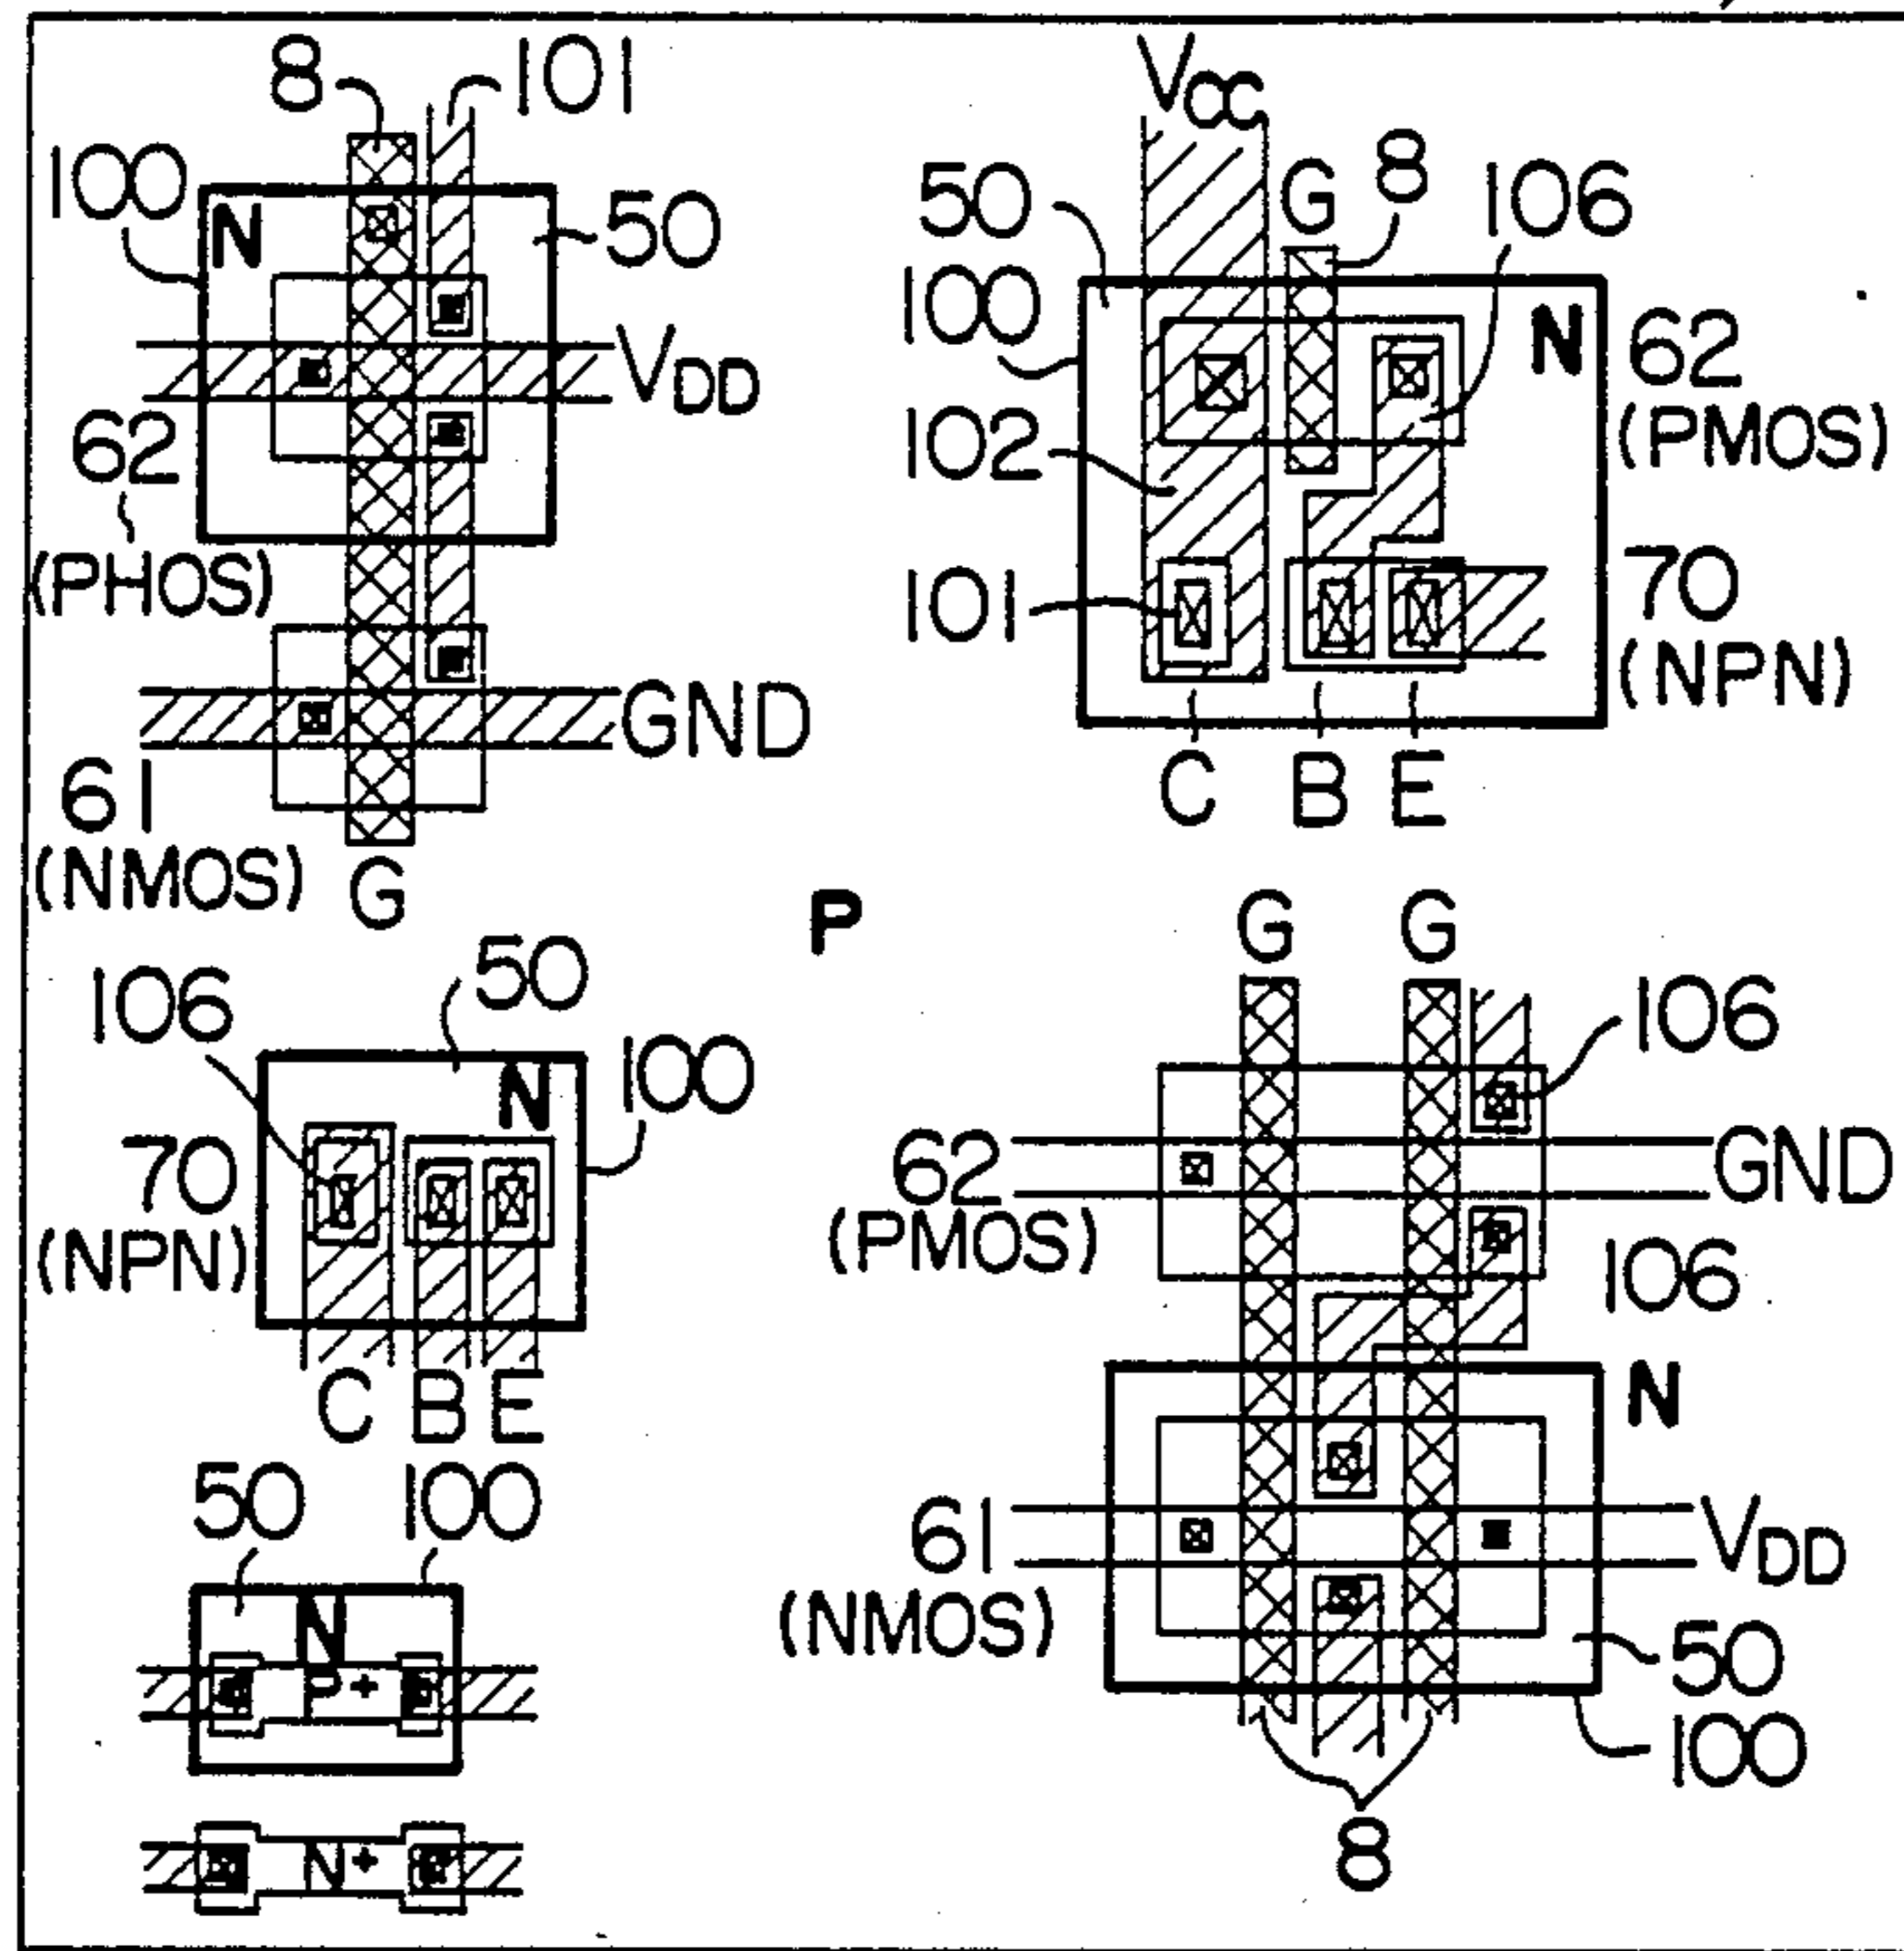 8
101
100
N
50
VDD
62
(PHOS)
GND
61
(NMOS)
G
VCC
50
G
8
106
100
N
62
(PMOS)
102
101
70
(NPN)
C B E
P
106
50
N
100
70
(NPN)
C B E
50
100
N
P+
N+
G G
106
62
(PMOS)
GND
106
N
61
(NMOS)
VDD
50
100
8